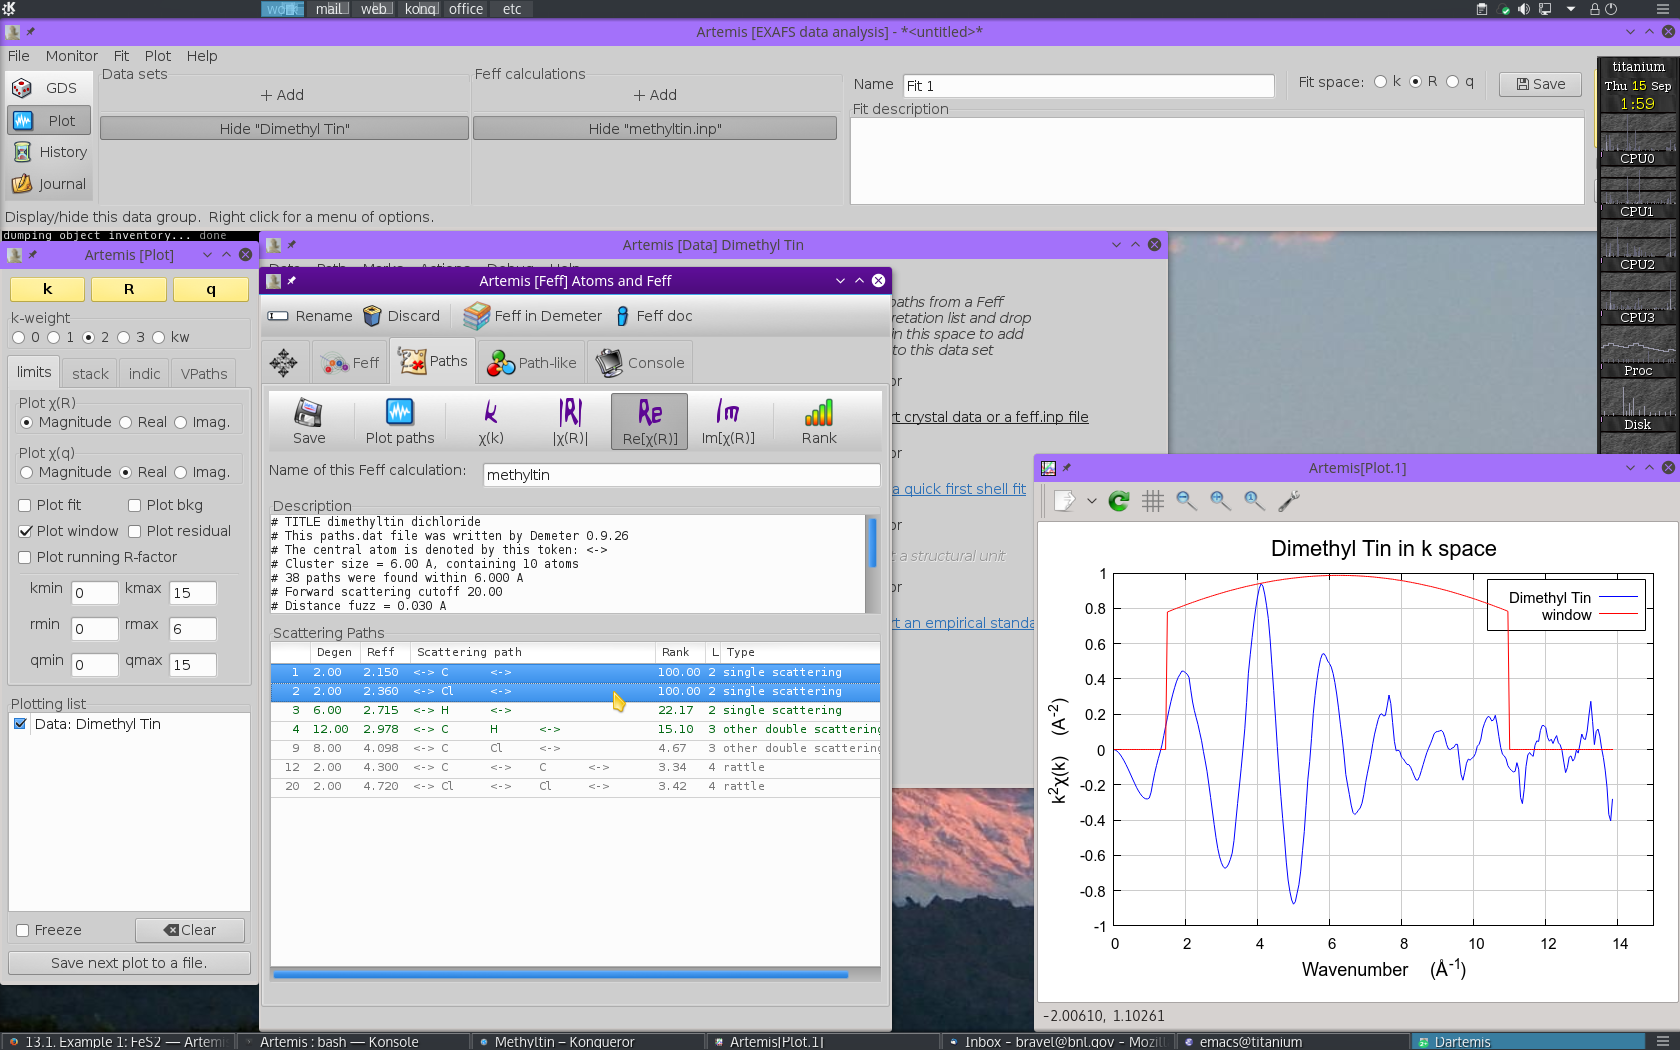 work mail web konq office etc
Artemis [EXAFS data analysis] - *<untitled>*
File Monitor Fit Plot Help
GDS
Plot
History
Journal
Data sets
+ Add
Hide "Dimethyl Tin"
Feff calculations
+ Add
Hide "methyltin.inp"
Name Fit 1
Fit space: k R q
Save
Fit description
Display/hide this data group. Right click for a menu of options.
dumping object inventory... done
titanium
Thu 15 Sep
1:59
CPU0
CPU1
CPU2
CPU3
Proc
Disk
Artemis [Plot]
k R q
k-weight
0 1 2 3 kw
limits stack indic VPaths
Plot χ(R)
Magnitude Real Imag.
Plot χ(q)
Magnitude Real Imag.
Plot fit Plot bkg
Plot window Plot residual
Plot running R-factor
kmin 0 kmax 15
rmin 0 rmax 6
qmin 0 qmax 15
Plotting list
Data: Dimethyl Tin
Freeze Clear
Save next plot to a file.
Artemis [Data] Dimethyl Tin
Data Path Marks Actions Debug Help
paths from a Feff
retation list and drop
in this space to add
to this data set
or
rt crystal data or a feff.inp file
or
a quick first shell fit
or
t a structural unit
or
rt an empirical standa
Artemis [Feff] Atoms and Feff
Rename Discard Feff in Demeter Feff doc
Feff Paths Path-like Console
Save Plot paths χ(k) |χ(R)| Re[χ(R)] Im[χ(R)] Rank
Name of this Feff calculation: methyltin
Description
# TITLE dimethyltin dichloride
# This paths.dat file was written by Demeter 0.9.26
# The central atom is denoted by this token: <->
# Cluster size = 6.00 A, containing 10 atoms
# 38 paths were found within 6.000 A
# Forward scattering cutoff 20.00
# Distance fuzz = 0.030 A
Scattering Paths
Degen Reff Scattering path Rank L Type
1 2.00 2.150 <-> C <-> 100.00 2 single scattering
2 2.00 2.360 <-> Cl <-> 100.00 2 single scattering
3 6.00 2.715 <-> H <-> 22.17 2 single scattering
4 12.00 2.978 <-> C H <-> 15.10 3 other double scattering
9 8.00 4.098 <-> C Cl <-> 4.67 3 other double scattering
12 2.00 4.300 <-> C <-> C <-> 3.34 4 rattle
20 2.00 4.720 <-> Cl <-> Cl <-> 3.42 4 rattle
Artemis[Plot.1]
Dimethyl Tin in k space
Dimethyl Tin
window
k²χ(k) (Å⁻²)
1
0.8
0.6
0.4
0.2
0
-0.2
-0.4
-0.6
-0.8
-1
0 2 4 6 8 10 12 14
Wavenumber (Å⁻¹)
-2.00610, 1.10261
13.1. Example 1: FeS2 — Artemis
Artemis : bash — Konsole
Methyltin – Konqueror
Artemis[Plot.1]
Inbox - bravel@bnl.gov - Mozill
emacs@titanium
Dartemis